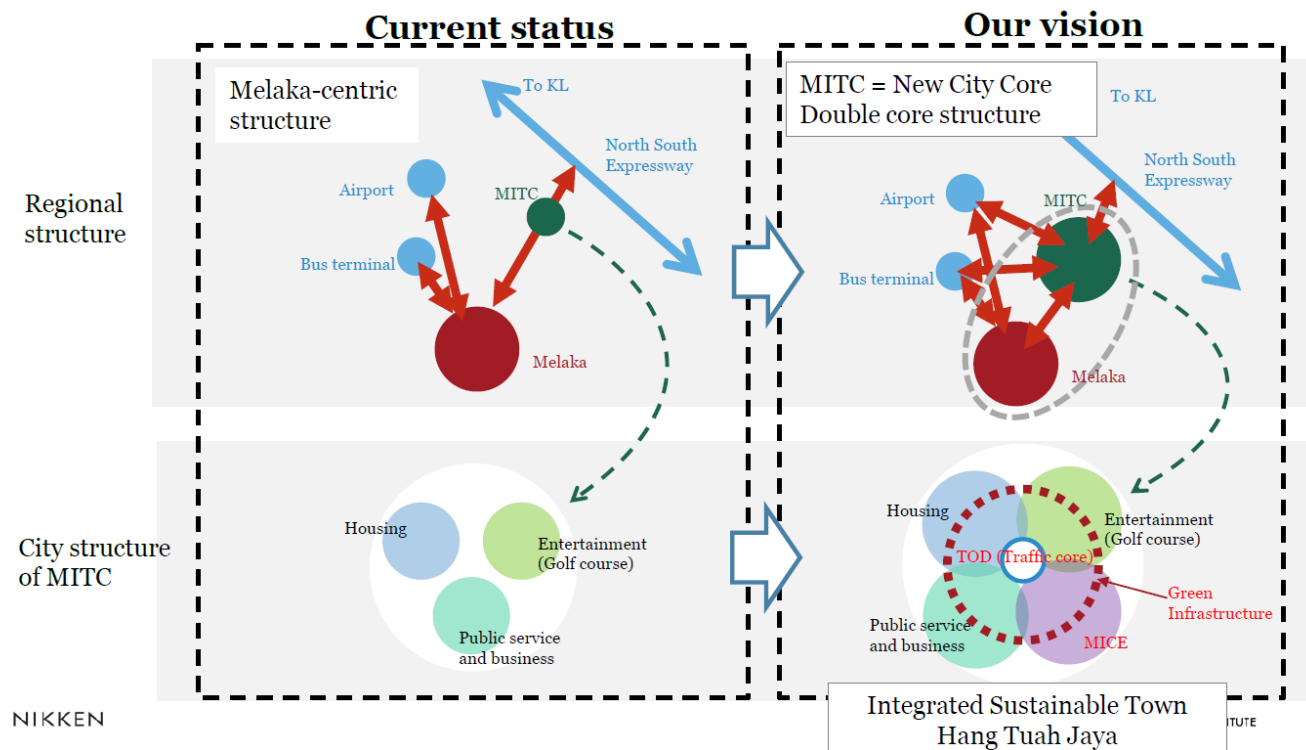 Current status
Our vision
Regional
structure
Melaka-centric
structure
To KL
North South
Expressway
Airport
MITC
Bus terminal
Melaka
MITC = New City Core
Double core structure
To KL
North South
Expressway
Airport
MITC
Bus terminal
Melaka
City structure
of MITC
Housing
Entertainment
(Golf course)
Public service
and business
Housing
Entertainment
(Golf course)
TOD (Traffic core)
Green
Infrastructure
Public service
and business
MICE
Integrated Sustainable Town
Hang Tuah Jaya
NIKKEN